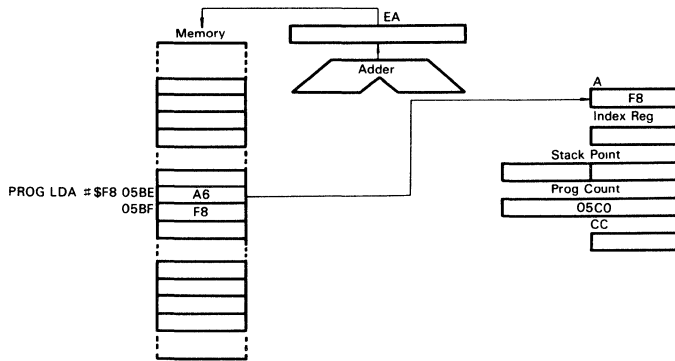 EA
Memory
Adder
A
F8
Index Reg
Stack Point
PROG LDA #$F8 05BE A6
Prog Count
05BF F8
05C0
CC